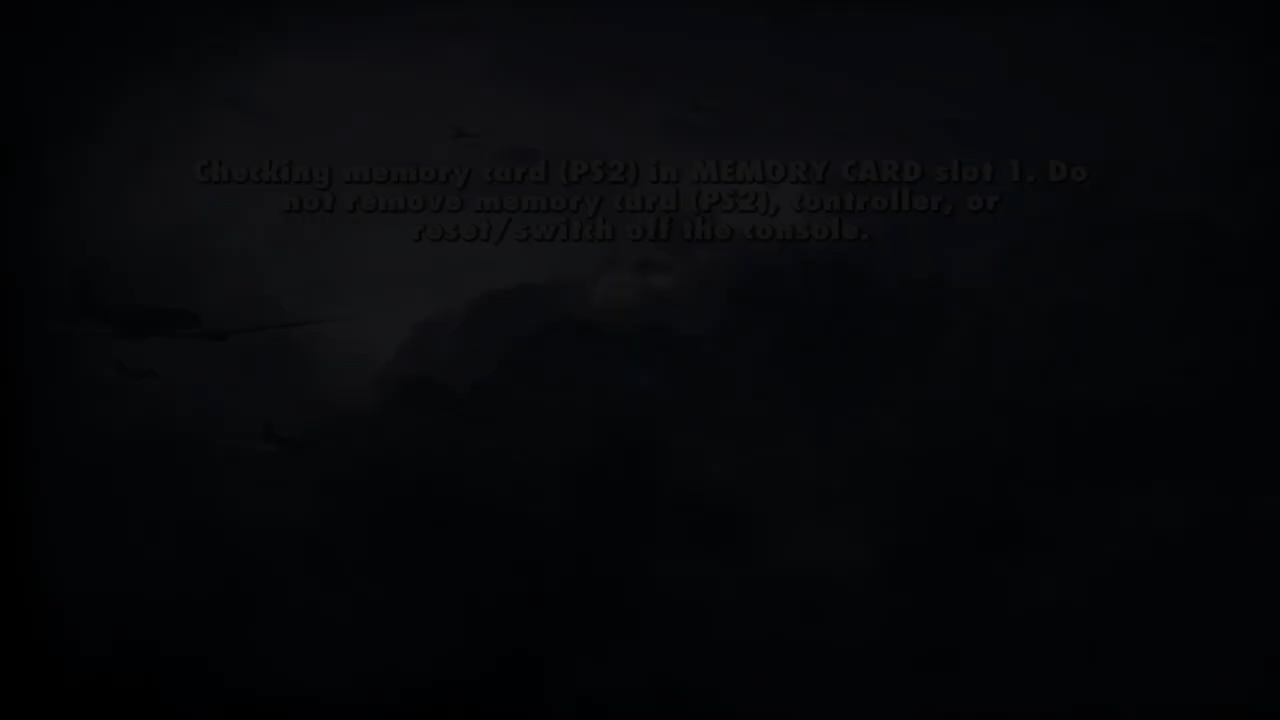 Checking memory card (PS2) in MEMORY CARD slot 1. Do
not remove memory card (PS2), controller, or
reset/switch off the console.